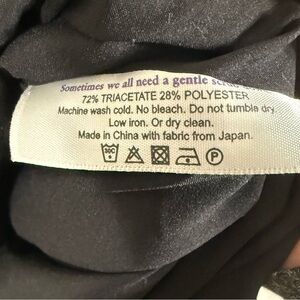 Sometimes we all need a gentle
72% TRIACETATE 28% POLYESTER
Machine wash cold. No bleach. Do not tumble dry.
Low iron. Or dry clean.
Made in China with fabric from Japan.
P